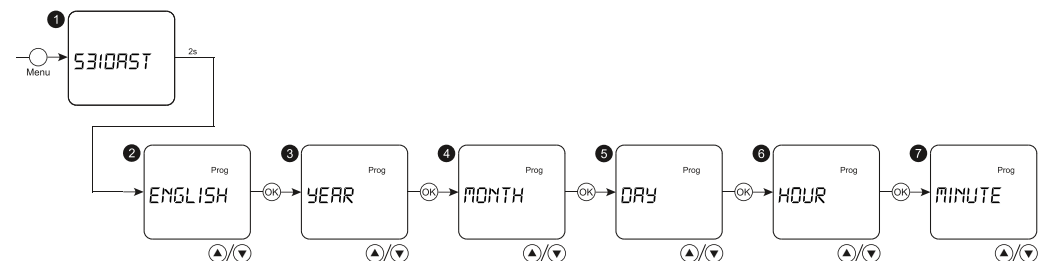 1
S310AST
2s
Menu
2 Prog ENGLISH
OK
3 Prog YEAR
OK
4 Prog MONTH
OK
5 Prog DAY
OK
6 Prog HOUR
OK
7 Prog MINUTE